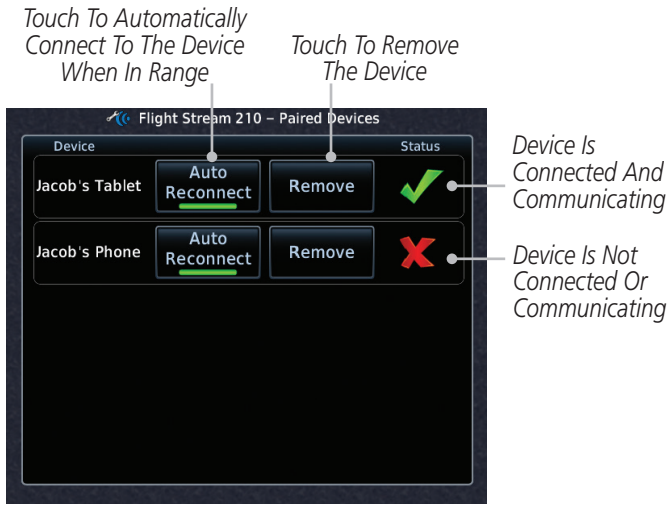 Touch To Automatically
Connect To The Device
When In Range
Touch To Remove
The Device
Flight Stream 210 – Paired Devices
Device
Status
Jacob's Tablet
Auto
Reconnect
Remove
Device Is
Connected And
Communicating
Jacob's Phone
Auto
Reconnect
Remove
Device Is Not
Connected Or
Communicating